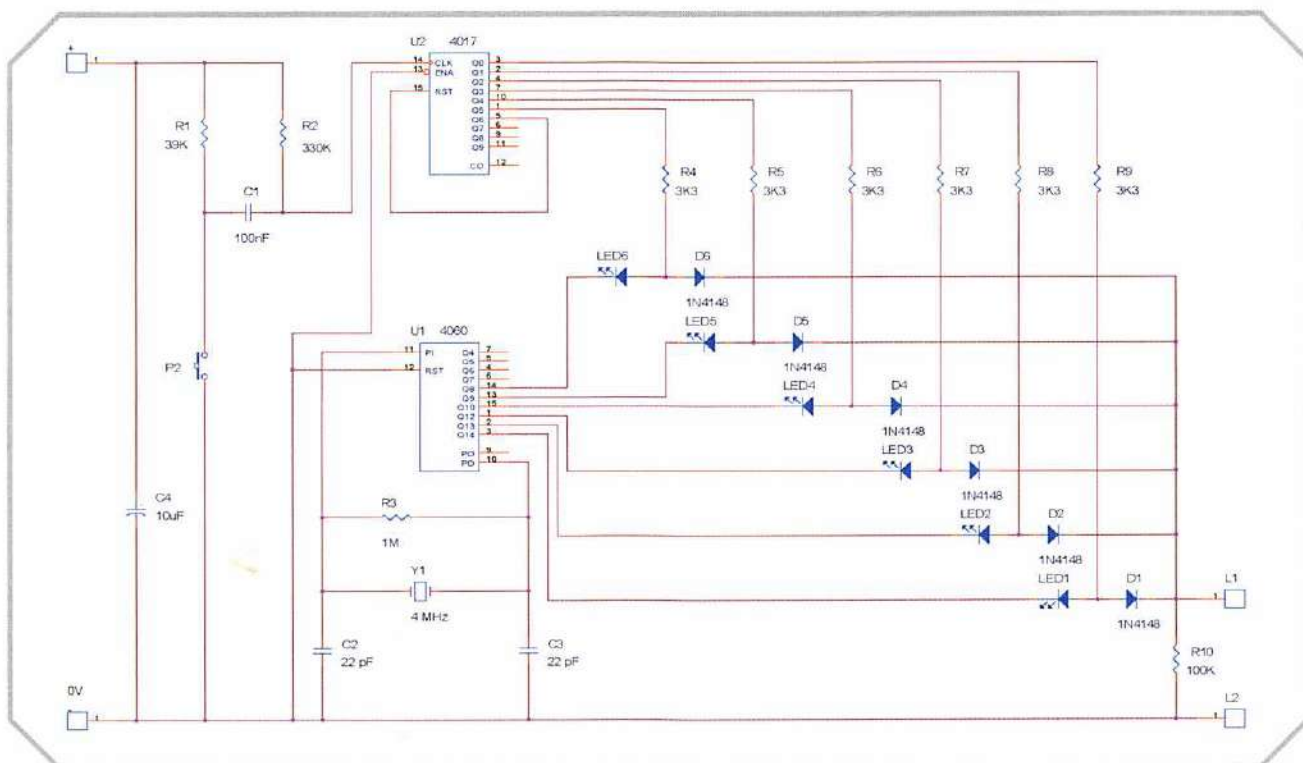 +
1
U2 4017
14 CLK Q0 3
13 ENA Q1 2
Q2 4
Q3 7
15 RST Q4 10
Q5 1
Q6 5
Q7 6
Q8 9
Q9 11
CO 12
R1
39K
R2
330K
C1
100nF
R4
3K3
R5
3K3
R6
3K3
R7
3K3
R8
3K3
R9
3K3
LED6 D6
1N4148
LED5 D5
1N4148
LED4 D4
1N4148
LED3 D3
1N4148
LED2 D2
1N4148
LED1 D1
1N4148
P2
U1 4060
11 PI Q4 7
Q5 5
12 RST Q6 4
Q7 6
Q8 14
Q9 13
Q10 15
Q12 1
Q13 2
Q14 3
PO 9
PO 10
C4
10uF
R3
1M
Y1
4 MHz
C2
22 pF
C3
22 pF
L1
1
R10
100K
0V
1
L2
1